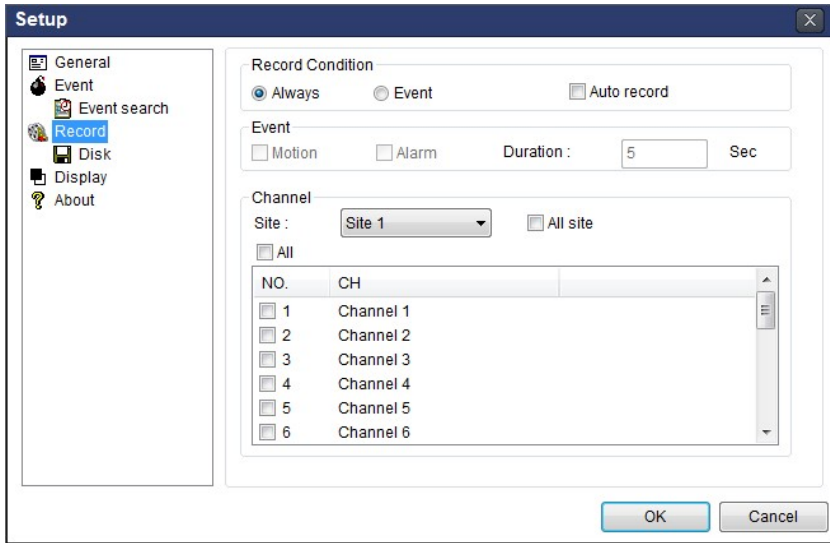 Setup
General
Event
Event search
Record
Disk
Display
About
Record Condition
Always Event Auto record
Event
Motion Alarm Duration : 5 Sec
Channel
Site : Site 1 All site
All
NO. CH
1 Channel 1
2 Channel 2
3 Channel 3
4 Channel 4
5 Channel 5
6 Channel 6
OK Cancel